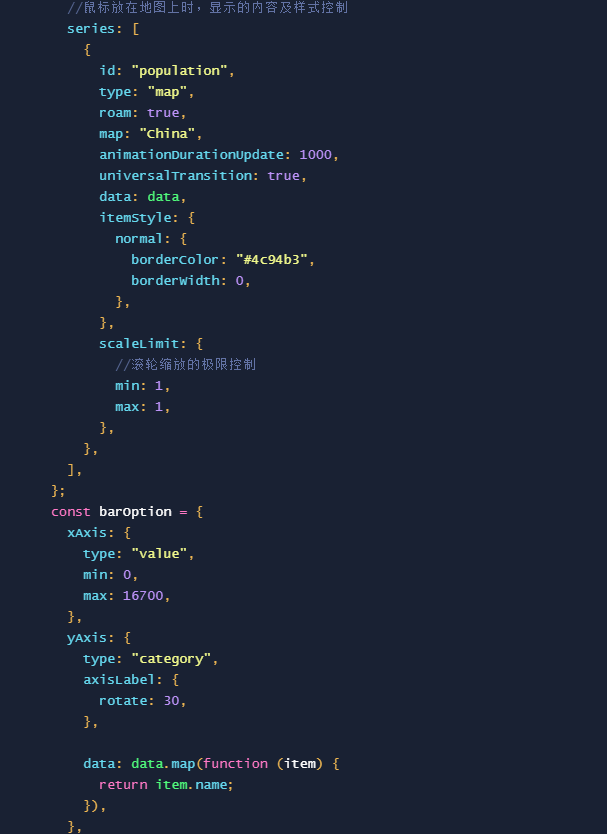 //鼠标放在地图上时，显示的内容及样式控制
series: [
{
id: "population",
type: "map",
roam: true,
map: "China",
animationDurationUpdate: 1000,
universalTransition: true,
data: data,
itemStyle: {
normal: {
borderColor: "#4c94b3",
borderWidth: 0,
},
},
scaleLimit: {
//滚轮缩放的极限控制
min: 1,
max: 1,
},
},
],
};
const barOption = {
xAxis: {
type: "value",
min: 0,
max: 16700,
},
yAxis: {
type: "category",
axisLabel: {
rotate: 30,
},
data: data.map(function (item) {
return item.name;
}),
},